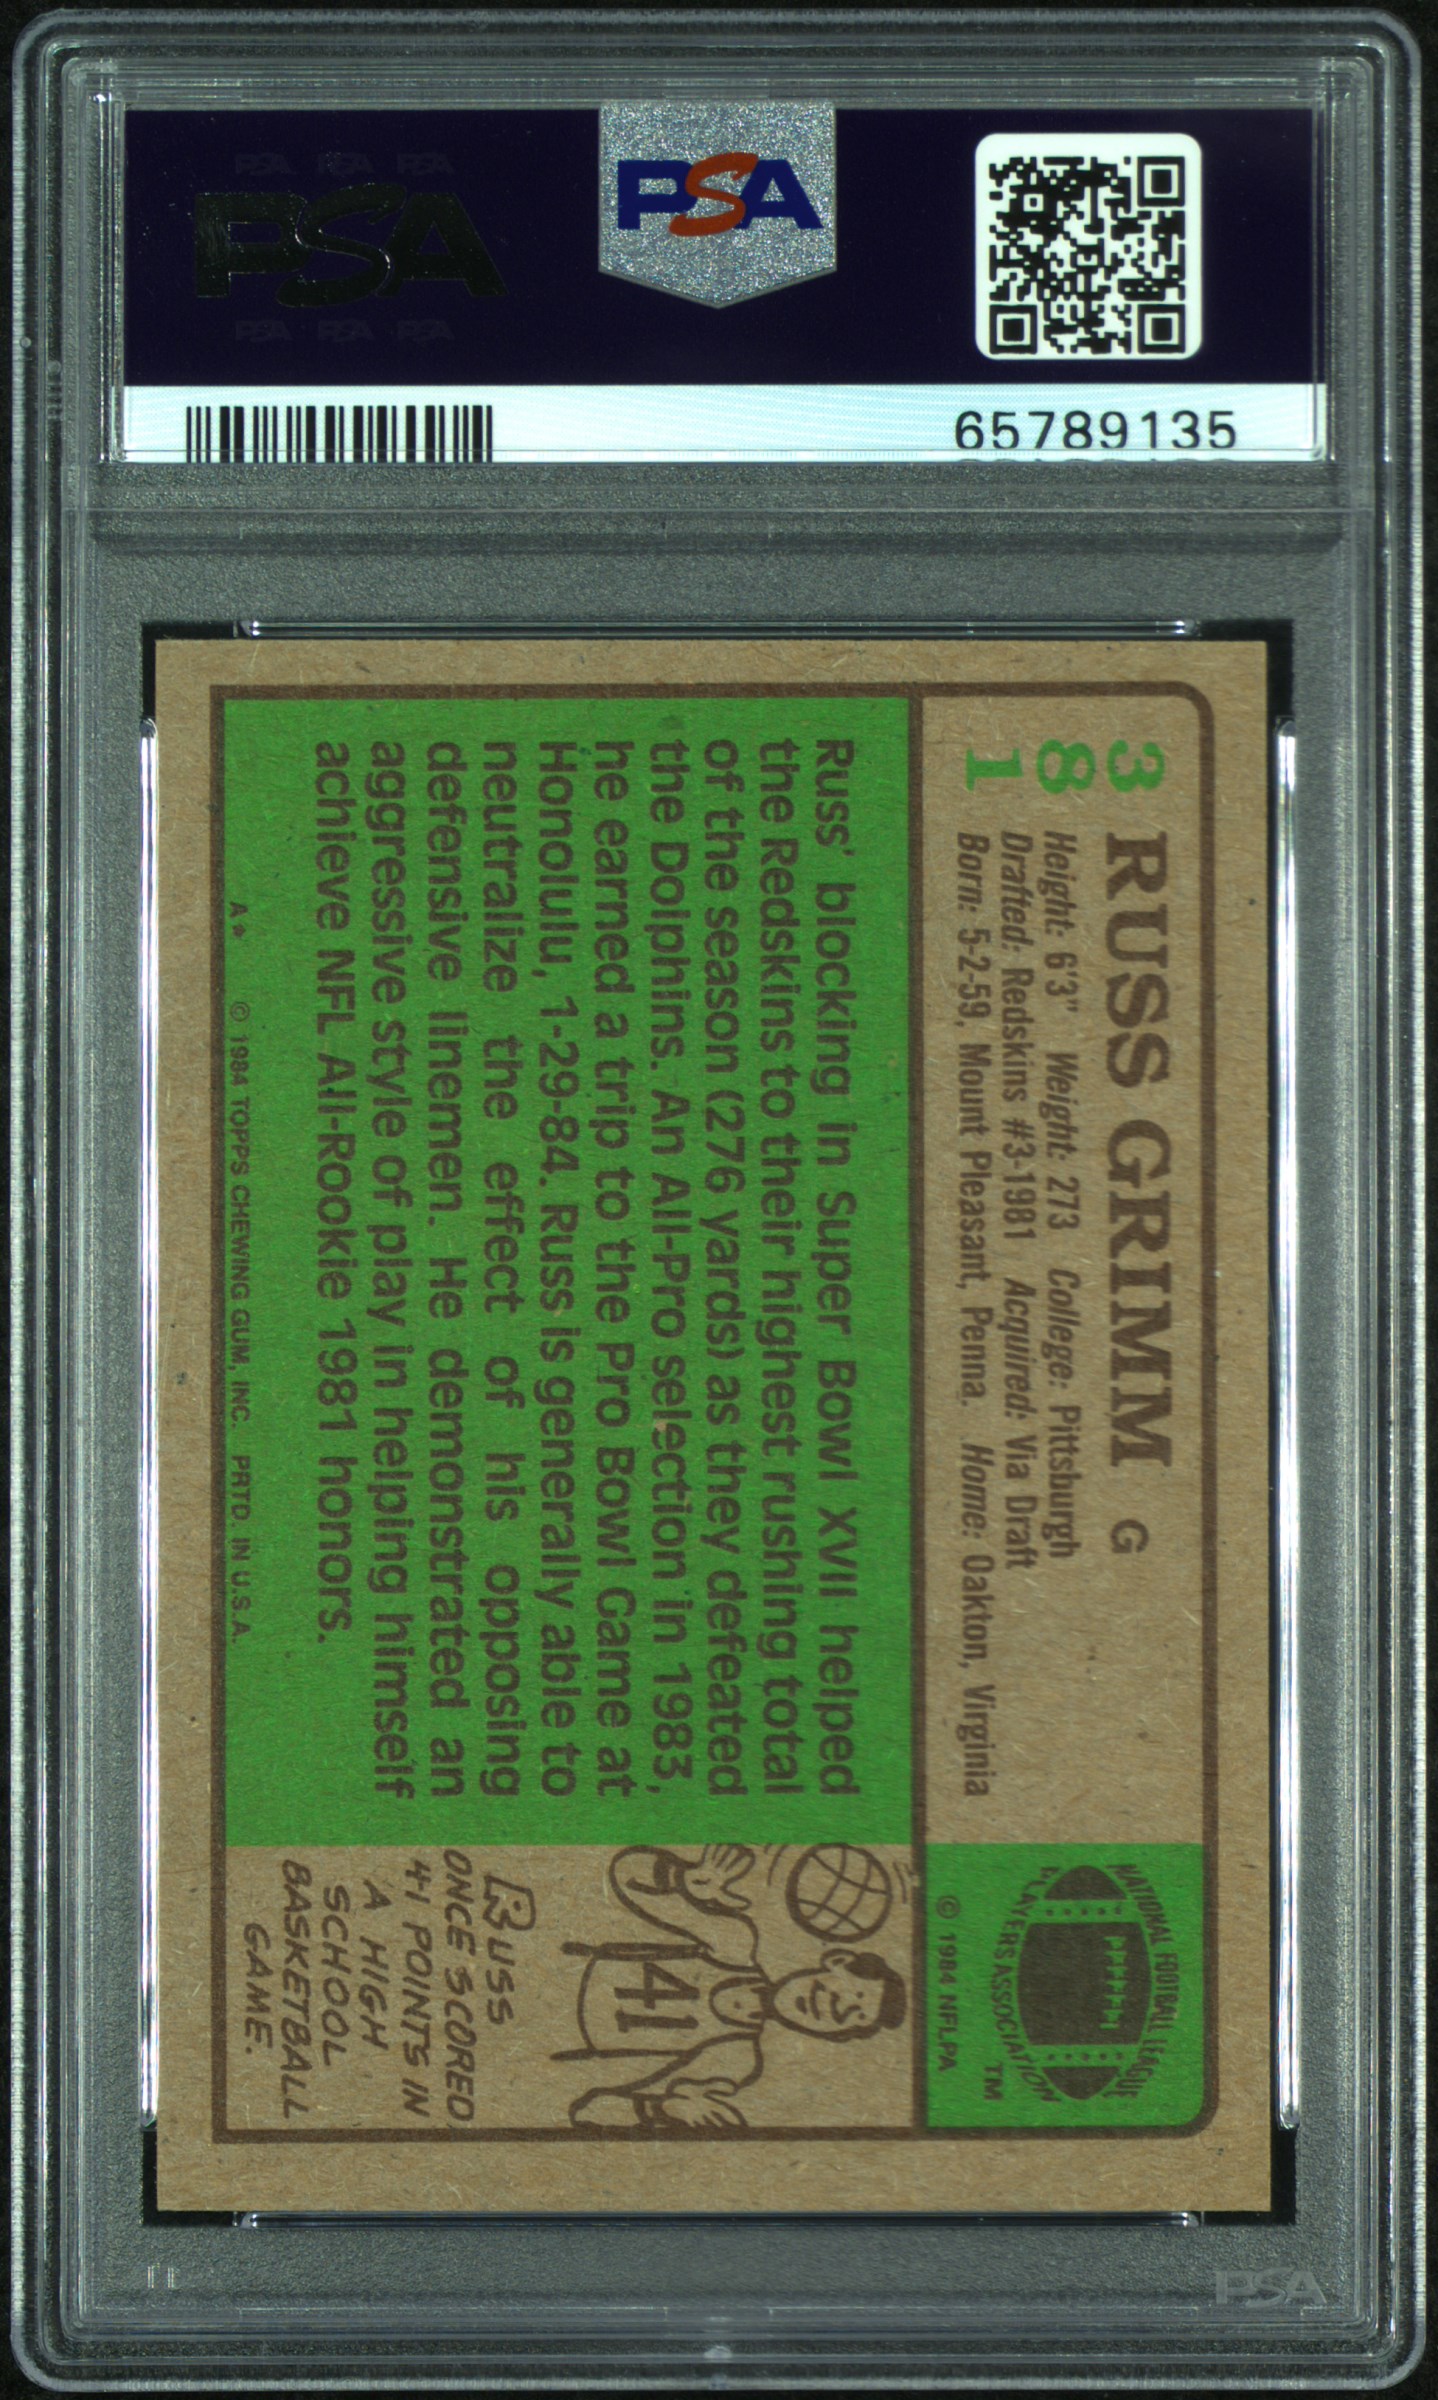 PSA PSA PSA
PSA
PSA PSA PSA
PSA
65789135
381
RUSS GRIMM G
Height: 6'3" Weight: 273 College: Pittsburgh
Drafted: Redskins #3-1981 Acquired: Via Draft
Born: 5-2-59, Mount Pleasant, Penna. Home: Oakton, Virginia
NATIONAL FOOTBALL LEAGUE
PLAYERS ASSOCIATION
TM
© 1984 NFLPA
Russ' blocking in Super Bowl XVII helped
the Redskins to their highest rushing total
of the season (276 yards) as they defeated
the Dolphins. An All-Pro selection in 1983,
he earned a trip to the Pro Bowl Game at
Honolulu, 1-29-84. Russ is generally able to
neutralize the effect of his opposing
defensive linemen. He demonstrated an
aggressive style of play in helping himself
achieve NFL All-Rookie 1981 honors.
41
RUSS
ONCE SCORED
41 POINTS IN
A HIGH
SCHOOL
BASKETBALL
GAME.
A* © 1984 TOPPS CHEWING GUM, INC. PRTD. IN U.S.A.
PSA